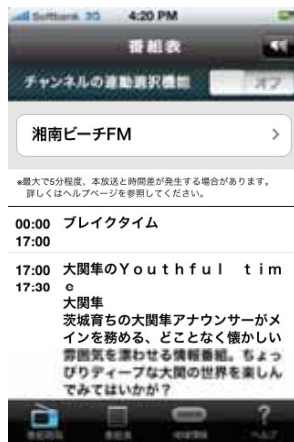 Softbank 3G 4:20 PM
番組表
チャンネルの連動選択機能 オフ
湘南ビーチFM
※最大で5分程度、本放送と時間差が発生する場合があります。
詳しくはヘルプページを参照してください。
00:00 ブレイクタイム
17:00
17:00 大関隼のＹｏｕｔｈｆｕｌ ｔｉｍ
17:30 ｅ
大関隼
茨城育ちの大関隼アナウンサーがメ
インを務める、どことなく懐かしい
雰囲気を漂わせる情報番組。ちょっ
ぴりディープな大関の世界を楽しん
でみてはいかが？
番組表
ヘルプ